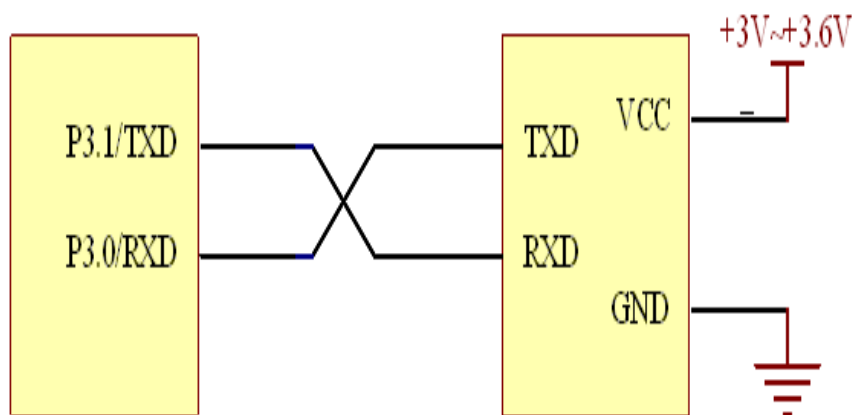 +3V~+3.6V
VCC
P3.1/TXD
TXD
P3.0/RXD
RXD
GND